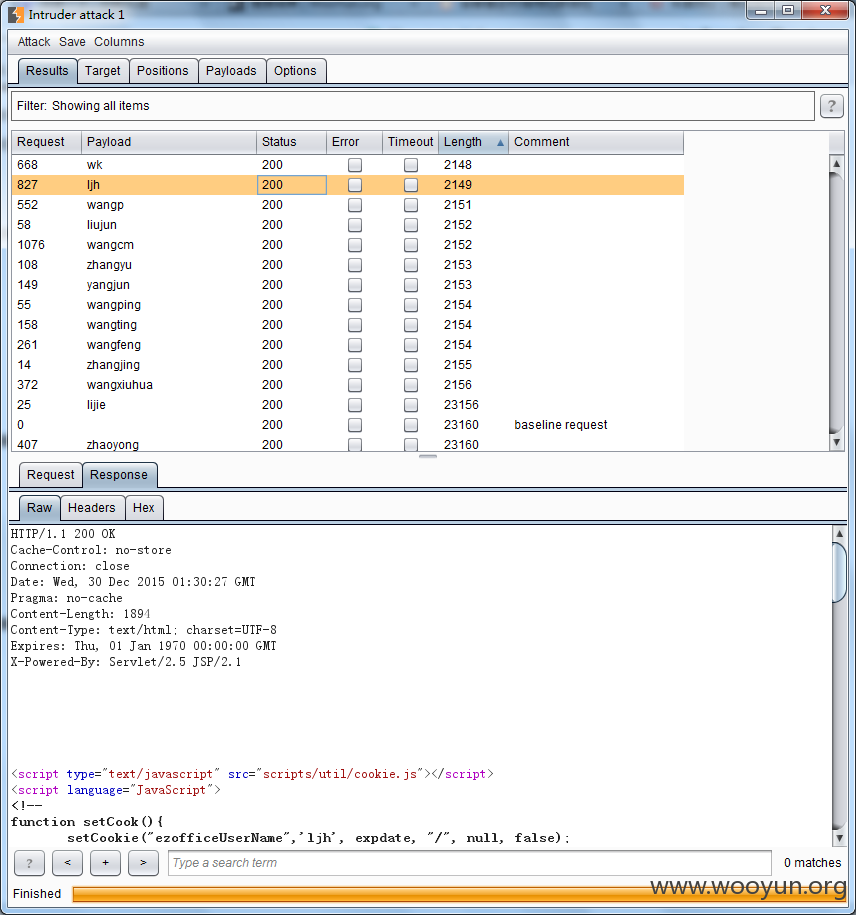 Intruder attack 1
Attack Save Columns
Results Target Positions Payloads Options
Filter: Showing all items ?
Request Payload Status Error Timeout Length Comment
668 wk 200 2148
827 ljh 200 2149
552 wangp 200 2151
58 liujun 200 2152
1076 wangcm 200 2152
108 zhangyu 200 2153
149 yangjun 200 2153
55 wangping 200 2154
158 wangting 200 2154
261 wangfeng 200 2154
14 zhangjing 200 2155
372 wangxiuhua 200 2156
25 lijie 200 23156
0 200 23160 baseline request
407 zhaoyong 200 23160
Request Response
Raw Headers Hex
HTTP/1.1 200 OK
Cache-Control: no-store
Connection: close
Date: Wed, 30 Dec 2015 01:30:27 GMT
Pragma: no-cache
Content-Length: 1894
Content-Type: text/html; charset=UTF-8
Expires: Thu, 01 Jan 1970 00:00:00 GMT
X-Powered-By: Servlet/2.5 JSP/2.1
<script type="text/javascript" src="scripts/util/cookie.js"></script>
<script language="JavaScript">
<!--
function setCook(){
setCookie("ezofficeUserName",'ljh', expdate, "/", null, false);
? < + > Type a search term 0 matches
Finished
www.wooyun.org